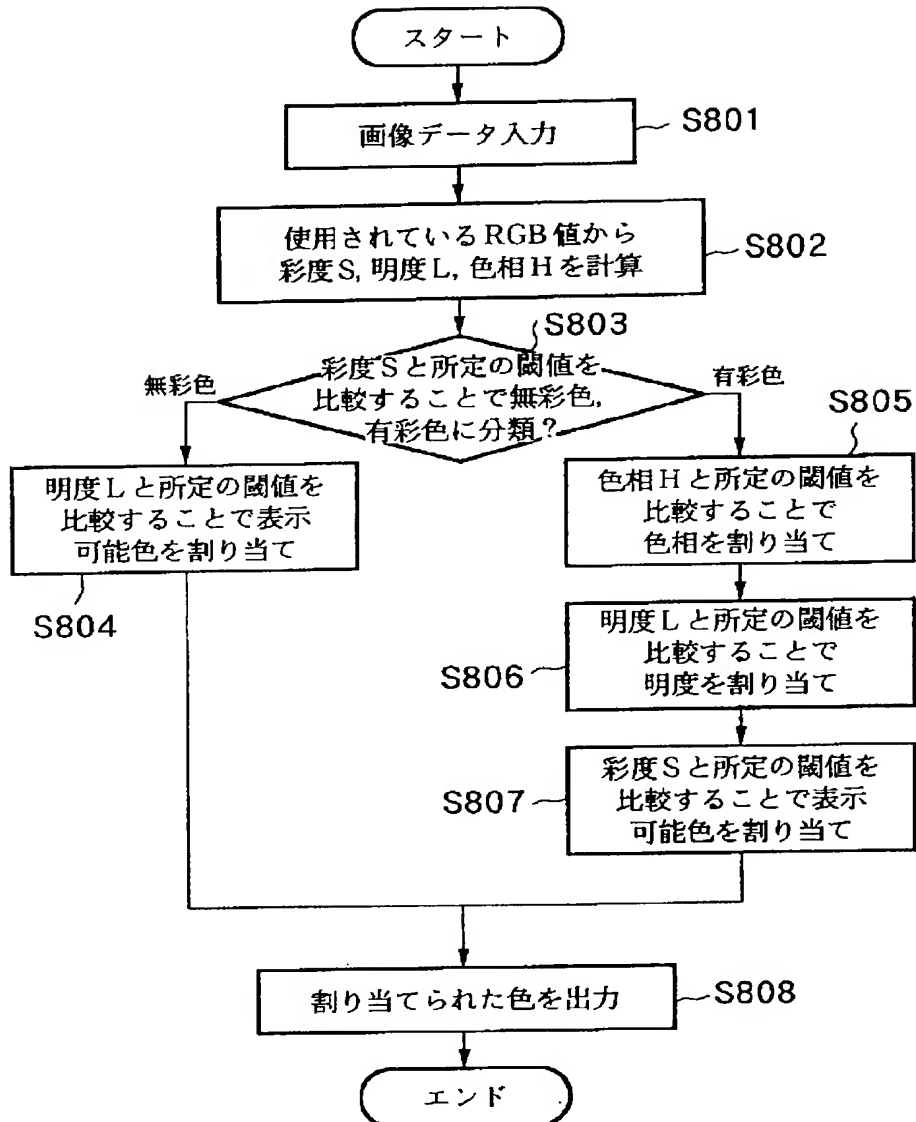 スタート
画像データ入力
S801
使用されているRGB値から
彩度S, 明度L, 色相Hを計算
S802
S803
彩度Sと所定の閾値を
比較することで無彩色,
有彩色に分類?
無彩色
有彩色
明度Lと所定の閾値を
比較することで表示
可能色を割り当て
S804
S805
色相Hと所定の閾値を
比較することで
色相を割り当て
明度Lと所定の閾値を
比較することで
明度を割り当て
S806
彩度Sと所定の閾値を
比較することで表示
可能色を割り当て
S807
割り当てられた色を出力
S808
エンド